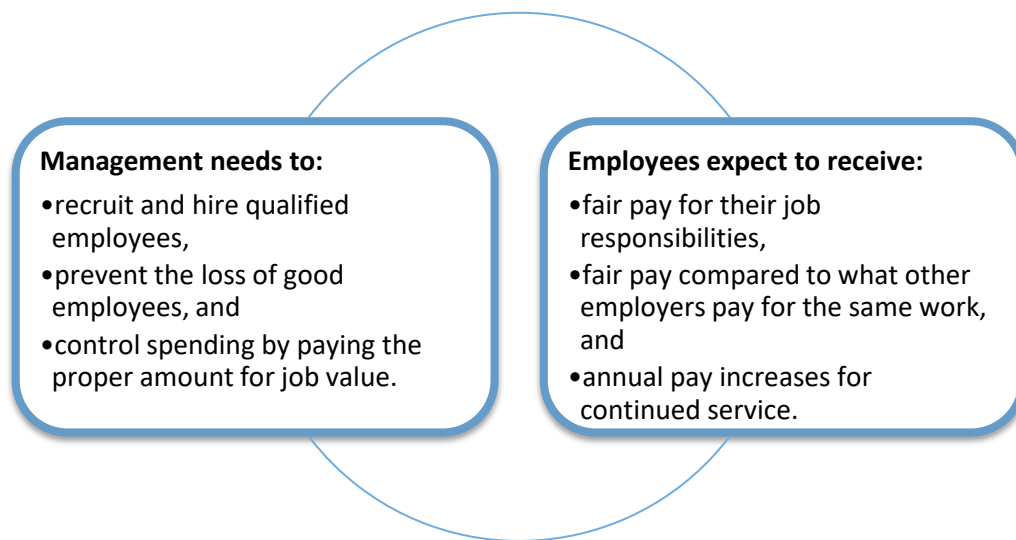 Management needs to:
•recruit and hire qualified
employees,
•prevent the loss of good
employees, and
•control spending by paying the
proper amount for job value.
Employees expect to receive:
•fair pay for their job
responsibilities,
•fair pay compared to what other
employers pay for the same work,
and
•annual pay increases for
continued service.